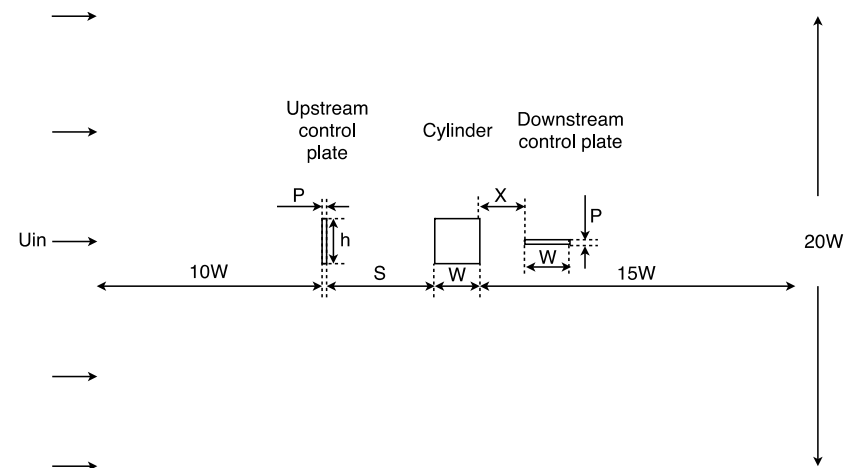 Upstream
control
plate
Cylinder
Downstream
control plate
P
X
P
Uin
h
W
20W
10W
S
W
15W